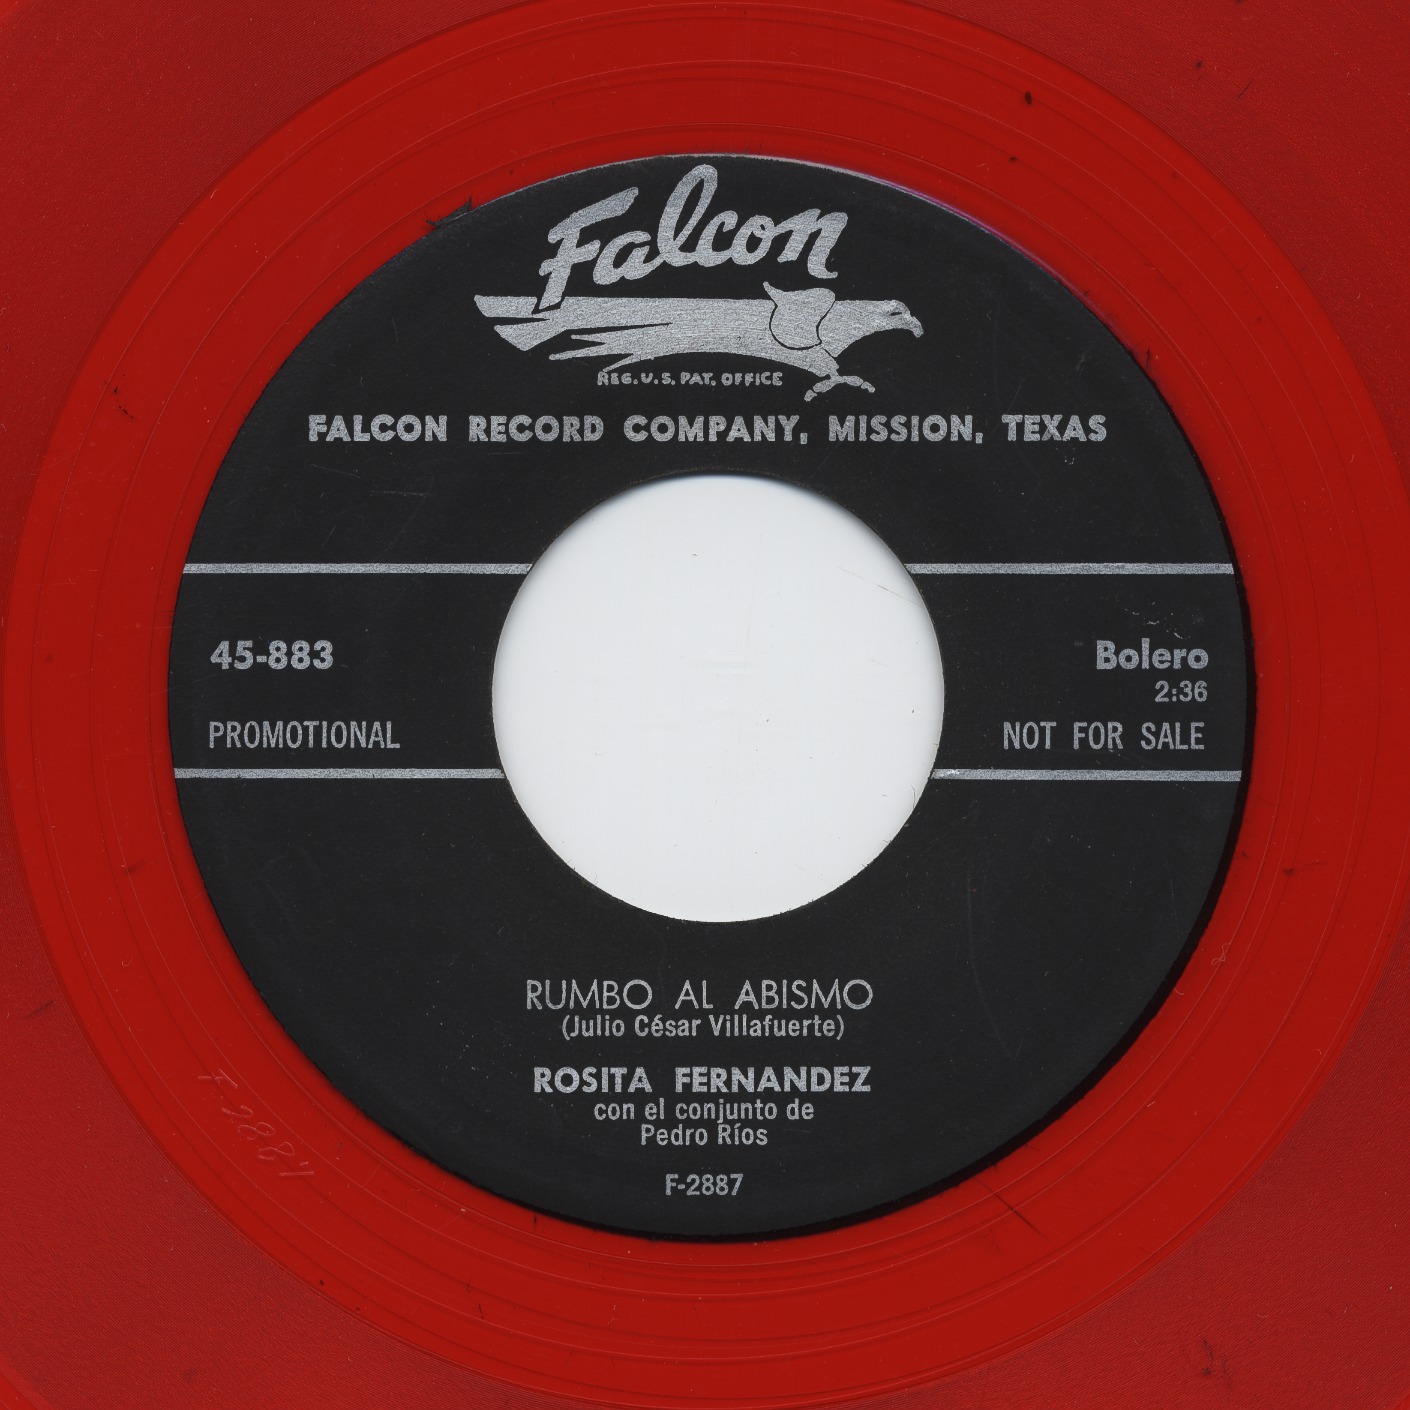 Falcon
REG. U.S. PAT. OFFICE
FALCON RECORD COMPANY, MISSION, TEXAS
45-883
Bolero
2:36
PROMOTIONAL
NOT FOR SALE
RUMBO AL ABISMO
(Julio César Villafuerte)
ROSITA FERNANDEZ
con el conjunto de
Pedro Ríos
F-2887
F-2887